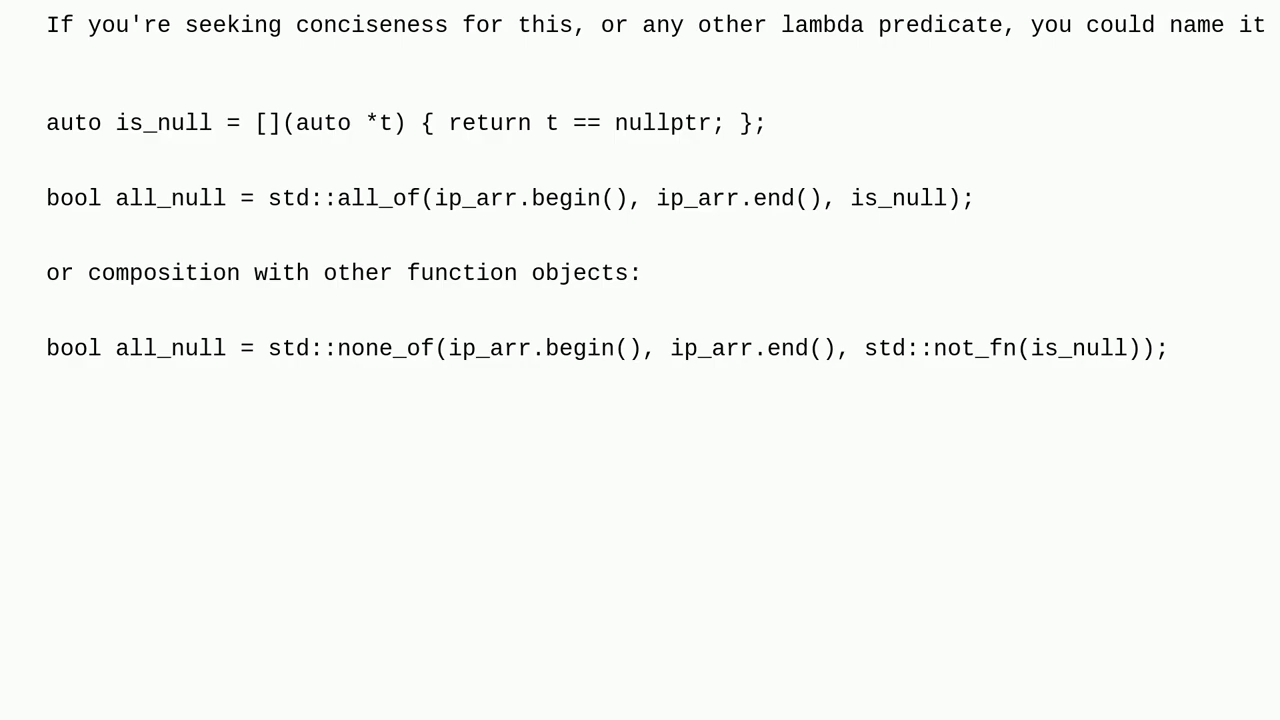 If you're seeking conciseness for this, or any other lambda predicate, you could name it
auto is_null = [](auto *t) { return t == nullptr; };
bool all_null = std::all_of(ip_arr.begin(), ip_arr.end(), is_null);
or composition with other function objects:
bool all_null = std::none_of(ip_arr.begin(), ip_arr.end(), std::not_fn(is_null));